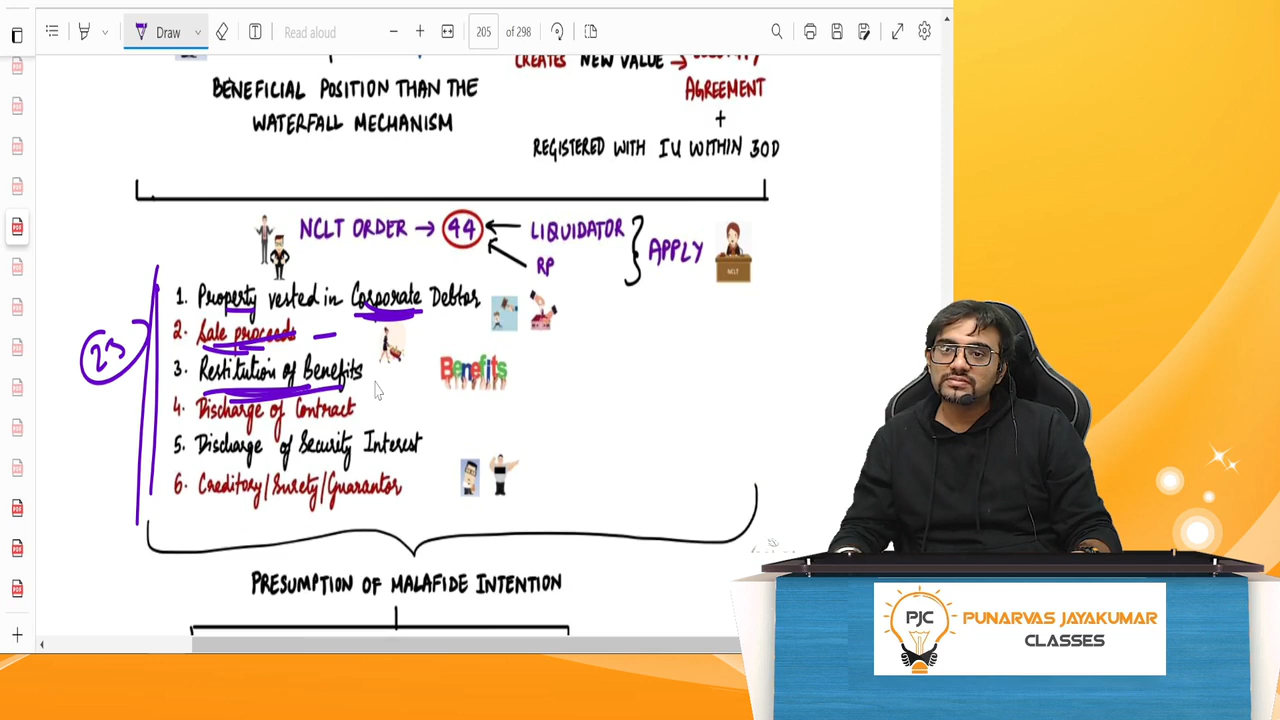 Draw
Read aloud
205
of 298
CREATES NEW VALUE →
BENEFICIAL POSITION THAN THE
WATERFALL MECHANISM
AGREEMENT
+
REGISTERED WITH IU WITHIN 30D
NCLT ORDER → 44
LIQUIDATOR
RP
APPLY
NCLT
1. Property vested in Corporate Debtor
2. Sale proceeds
3. Restitution of Benefits
Benefits
4. Discharge of Contract
5. Discharge of Security Interest
6. Creditory/Surety/Guarantor
PRESUMPTION OF MALAFIDE INTENTION
PJC
PUNARVAS JAYAKUMAR
CLASSES